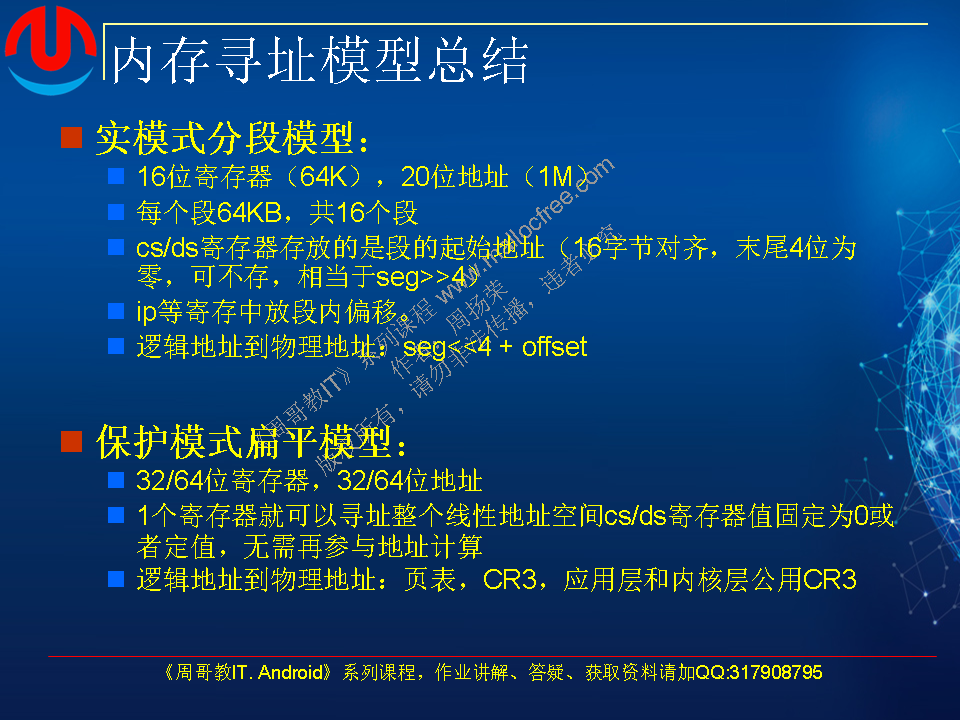 内存寻址模型总结
实模式分段模型：
16位寄存器（64K），20位地址（1M）
每个段64KB，共16个段
cs/ds寄存器存放的是段的起始地址（16字节对齐，末尾4位为
零，可不存，相当于seg>>4）
ip等寄存中放段内偏移。
逻辑地址到物理地址：seg<<4 + offset
保护模式扁平模型：
32/64位寄存器，32/64位地址
1个寄存器就可以寻址整个线性地址空间cs/ds寄存器值固定为0或
者定值，无需再参与地址计算
逻辑地址到物理地址：页表，CR3，应用层和内核层公用CR3
周哥教IT》系列课程 www.mallocfree.com
作者：周扬荣
版权所有，请勿非法传播，违者必究
《周哥教IT. Android》系列课程，作业讲解、答疑、获取资料请加QQ:317908795